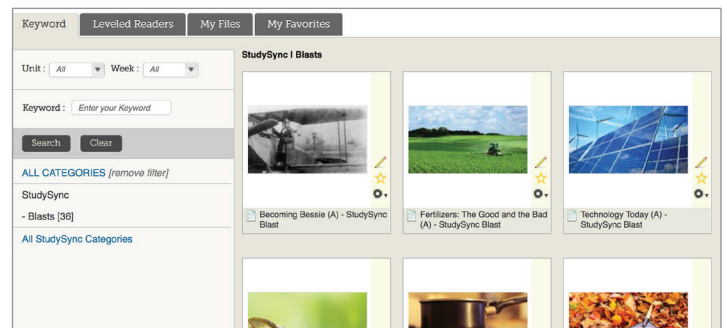 Keyword
Leveled Readers
My Files
My Favorites
Unit : All Week : All
Keyword : Enter your Keyword
Search Clear
ALL CATEGORIES [remove filter]
StudySync
- Blasts [36]
All StudySync Categories
StudySync | Blasts
Becoming Bessie (A) - StudySync
Blast
Fertilizers: The Good and the Bad
(A) - StudySync Blast
Technology Today (A) -
StudySync Blast